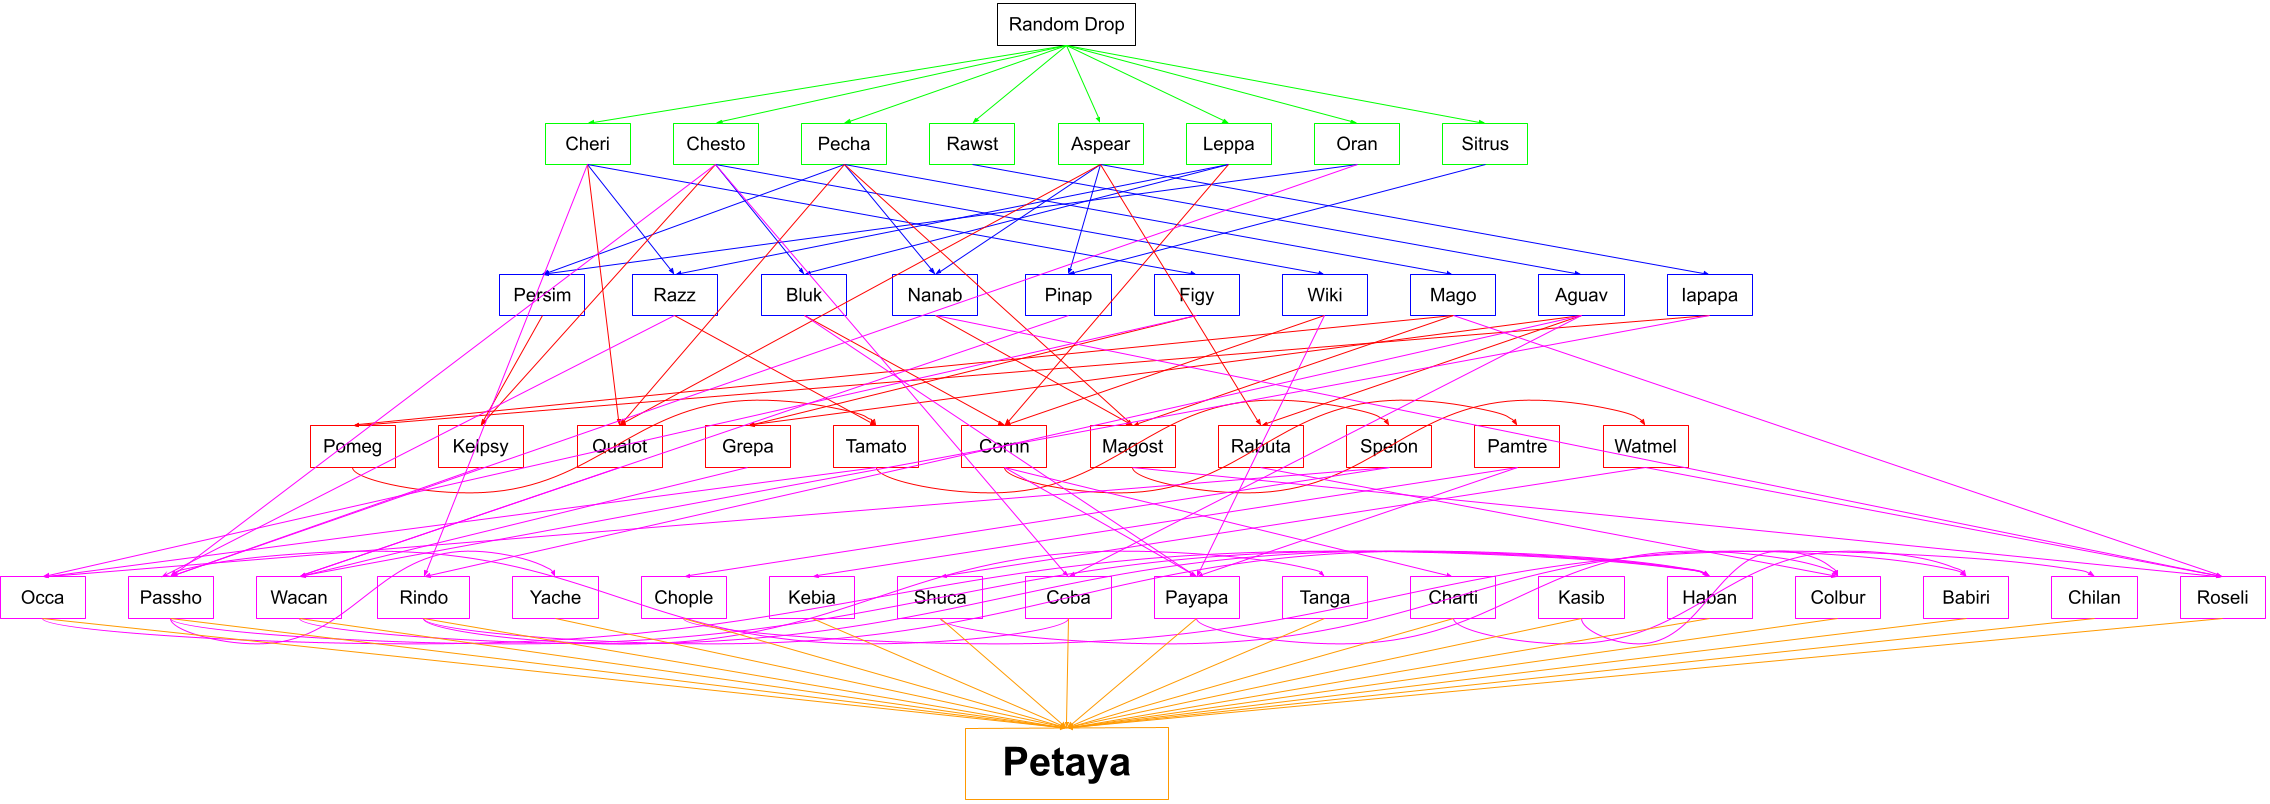 Random Drop
Cheri
Chesto
Pecha
Rawst
Aspear
Leppa
Oran
Sitrus
Persim
Razz
Bluk
Nanab
Pinap
Figy
Wiki
Mago
Aguav
Iapapa
Pomeg
Kelpsy
Qualot
Grepa
Tamato
Cornn
Magost
Rabuta
Spelon
Pamtre
Watmel
Occa
Passho
Wacan
Rindo
Yache
Chople
Kebia
Shuca
Coba
Payapa
Tanga
Charti
Kasib
Haban
Colbur
Babiri
Chilan
Roseli
Petaya